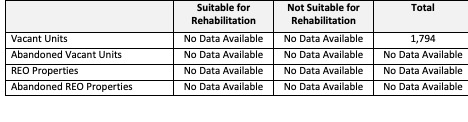 Suitable for Rehabilitation Not Suitable for Rehabilitation Total
Vacant Units No Data Available No Data Available 1,794
Abandoned Vacant Units No Data Available No Data Available No Data Available
REO Properties No Data Available No Data Available No Data Available
Abandoned REO Properties No Data Available No Data Available No Data Available